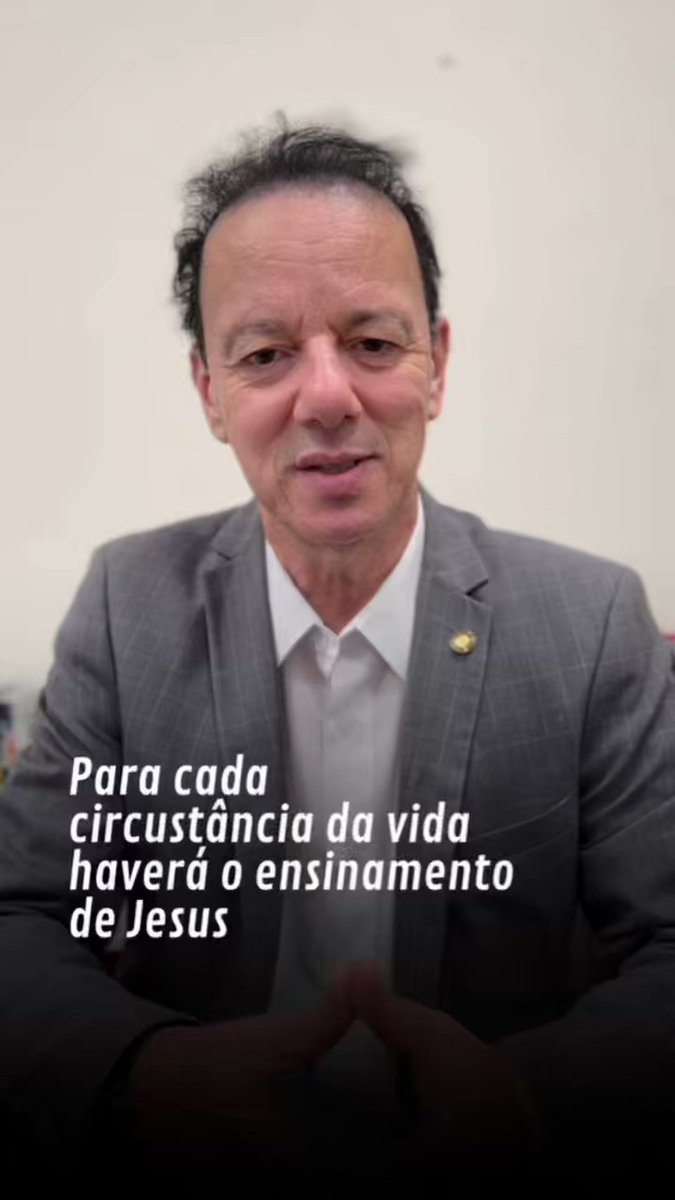 Para cada
circustância da vida
haverá o ensinamento
de Jesus